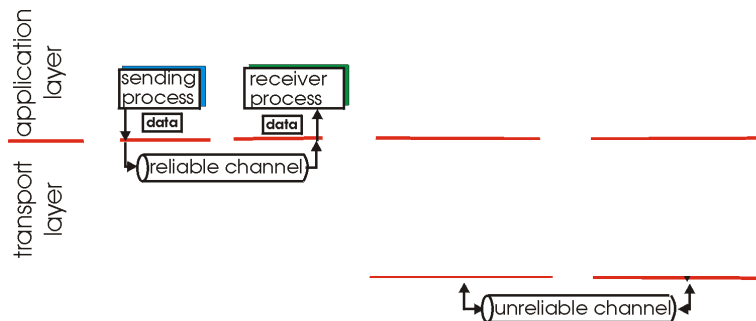 application
layer
sending
process
receiver
process
data
data
reliable channel
transport
layer
unreliable channel